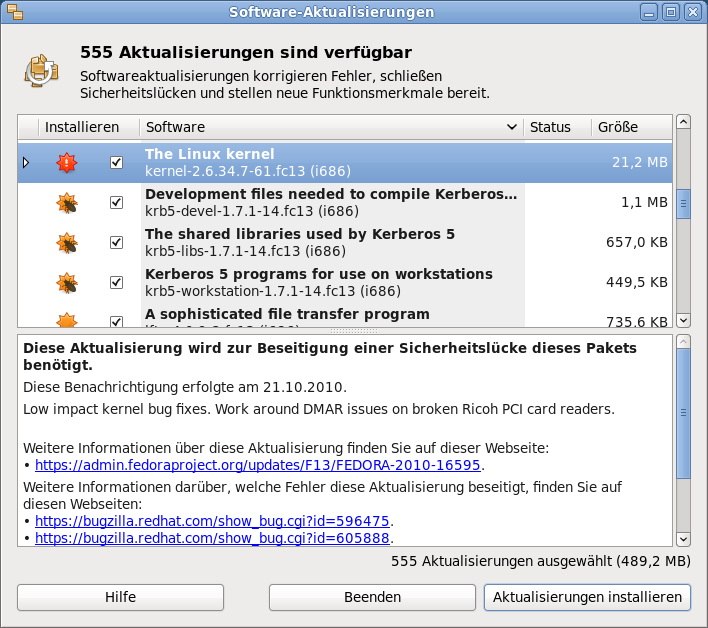 Software-Aktualisierungen
555 Aktualisierungen sind verfügbar
Softwareaktualisierungen korrigieren Fehler, schließen
Sicherheitslücken und stellen neue Funktionsmerkmale bereit.
Installieren Software Status Größe
The Linux kernel
kernel-2.6.34.7-61.fc13 (i686) 21,2 MB
Development files needed to compile Kerberos…
krb5-devel-1.7.1-14.fc13 (i686) 1,1 MB
The shared libraries used by Kerberos 5
krb5-libs-1.7.1-14.fc13 (i686) 657,0 KB
Kerberos 5 programs for use on workstations
krb5-workstation-1.7.1-14.fc13 (i686) 449,5 KB
A sophisticated file transfer program
735,6 KB
Diese Aktualisierung wird zur Beseitigung einer Sicherheitslücke dieses Pakets
benötigt.
Diese Benachrichtigung erfolgte am 21.10.2010.
Low impact kernel bug fixes. Work around DMAR issues on broken Ricoh PCI card readers.
Weitere Informationen über diese Aktualisierung finden Sie auf dieser Webseite:
• https://admin.fedoraproject.org/updates/F13/FEDORA-2010-16595.
Weitere Informationen darüber, welche Fehler diese Aktualisierung beseitigt, finden Sie auf
diesen Webseiten:
• https://bugzilla.redhat.com/show_bug.cgi?id=596475.
• https://bugzilla.redhat.com/show_bug.cgi?id=605888.
555 Aktualisierungen ausgewählt (489,2 MB)
Hilfe Beenden Aktualisierungen installieren